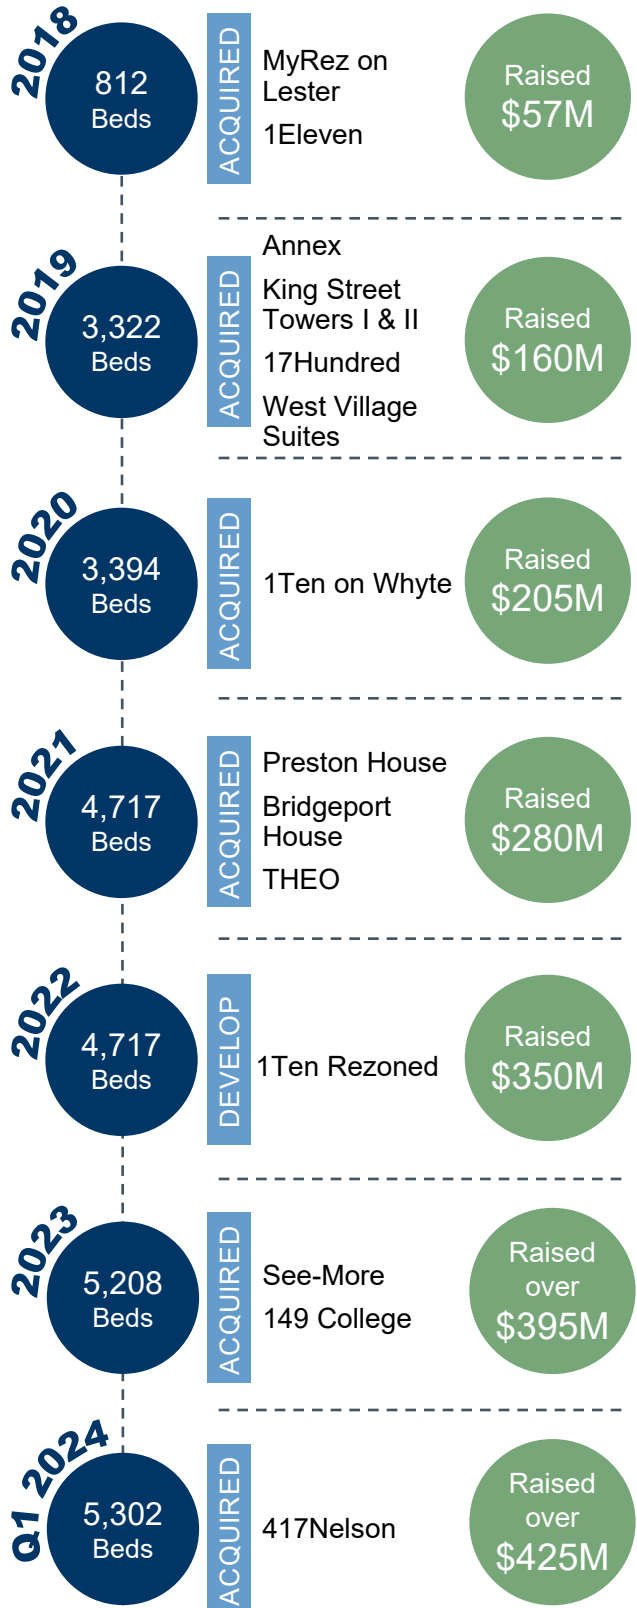 2018
812
Beds
ACQUIRED
MyRez on
Lester
1Eleven
Raised
$57M
2019
3,322
Beds
ACQUIRED
Annex
King Street
Towers I & II
17Hundred
West Village
Suites
Raised
$160M
2020
3,394
Beds
ACQUIRED
1Ten on Whyte
Raised
$205M
2021
4,717
Beds
ACQUIRED
Preston House
Bridgeport
House
THEO
Raised
$280M
2022
4,717
Beds
DEVELOP
1Ten Rezoned
Raised
$350M
2023
5,208
Beds
ACQUIRED
See-More
149 College
Raised
over
$395M
Q1 2024
5,302
Beds
ACQUIRED
417Nelson
Raised
over
$425M